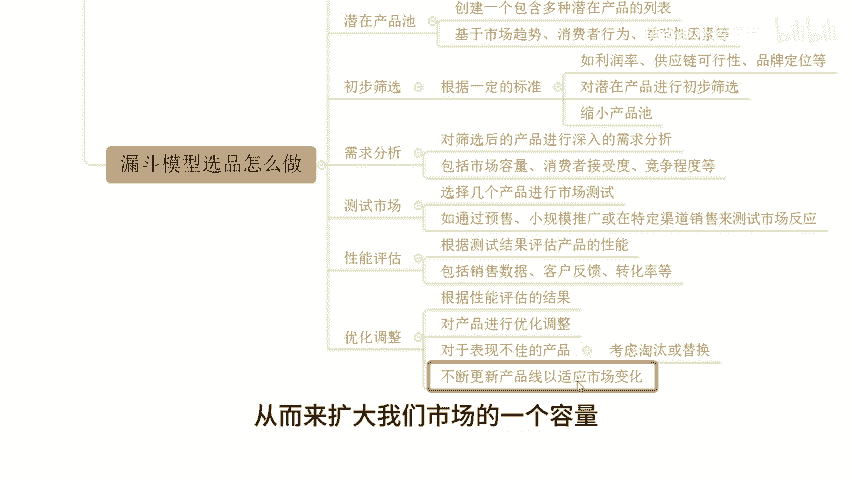 创建一个包含多种潜在产品的列表
潜在产品池
基于市场趋势、消费者行为、
如利润率、供应链可行性、品牌定位等
初步筛选 根据一定的标准 对潜在产品进行初步筛选
缩小产品池
对筛选后的产品进行深入的需求分析
需求分析
包括市场容量、消费者接受度、竞争程度等
漏斗模型选品怎么做
选择几个产品进行市场测试
测试市场
如通过预售、小规模推广或在特定渠道销售来测试市场反应
根据测试结果评估产品的性能
性能评估
包括销售数据、客户反馈、转化率等
根据性能评估的结果
对产品进行优化调整
优化调整
对于表现不佳的产品 考虑淘汰或替换
不断更新产品线以适应市场变化
从而来扩大我们市场的一个容量